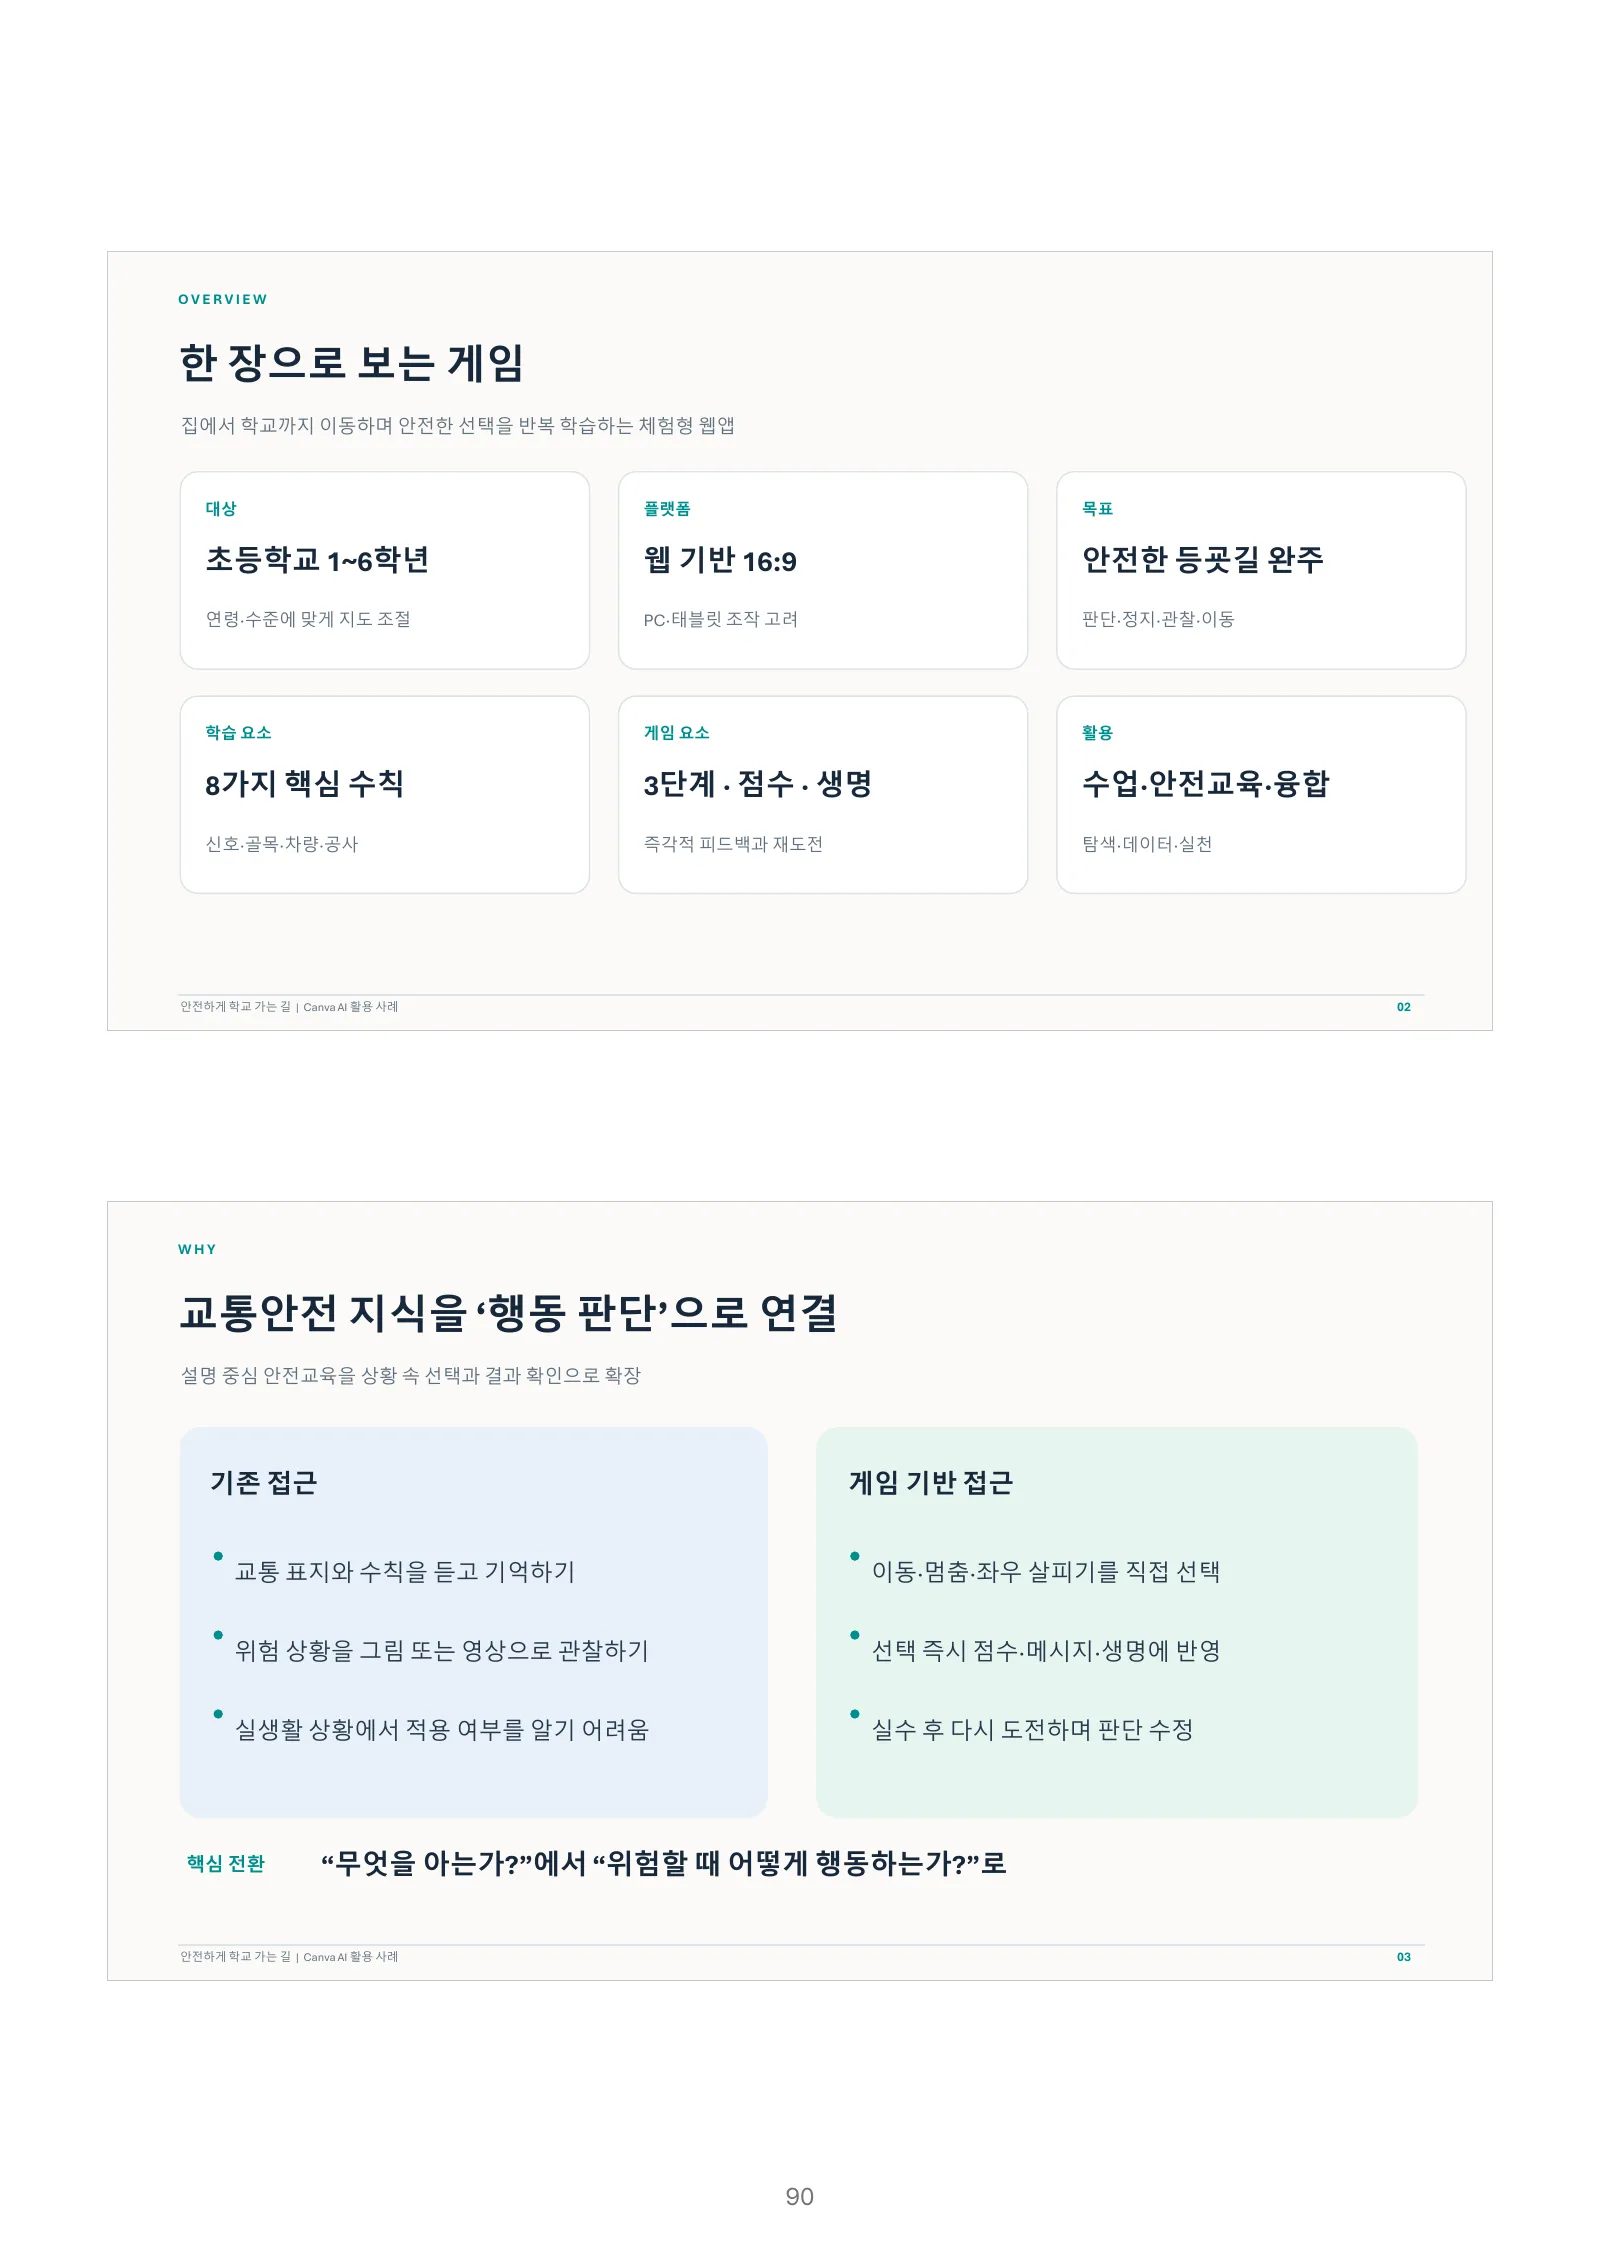 OVERVIEW
한 장으로 보는 게임
집에서 학교까지 이동하며 안전한 선택을 반복 학습하는 체험형 웹앱
대상
초등학교 1~6학년
연령·수준에 맞게 지도 조절
플랫폼
웹 기반 16:9
PC·태블릿 조작 고려
목표
안전한 등굣길 완주
판단·정지·관찰·이동
학습 요소
8가지 핵심 수칙
신호·골목·차량·공사
게임 요소
3단계 · 점수 · 생명
즉각적 피드백과 재도전
활용
수업·안전교육·융합
탐색·데이터·실천
안전하게 학교 가는 길 | Canva AI 활용 사례
02
WHY
교통안전 지식을 ‘행동 판단’으로 연결
설명 중심 안전교육을 상황 속 선택과 결과 확인으로 확장
기존 접근
• 교통 표지와 수칙을 듣고 기억하기
• 위험 상황을 그림 또는 영상으로 관찰하기
• 실생활 상황에서 적용 여부를 알기 어려움
게임 기반 접근
• 이동·멈춤·좌우 살피기를 직접 선택
• 선택 즉시 점수·메시지·생명에 반영
• 실수 후 다시 도전하며 판단 수정
핵심 전환 “무엇을 아는가?”에서 “위험할 때 어떻게 행동하는가?”로
안전하게 학교 가는 길 | Canva AI 활용 사례
03
90